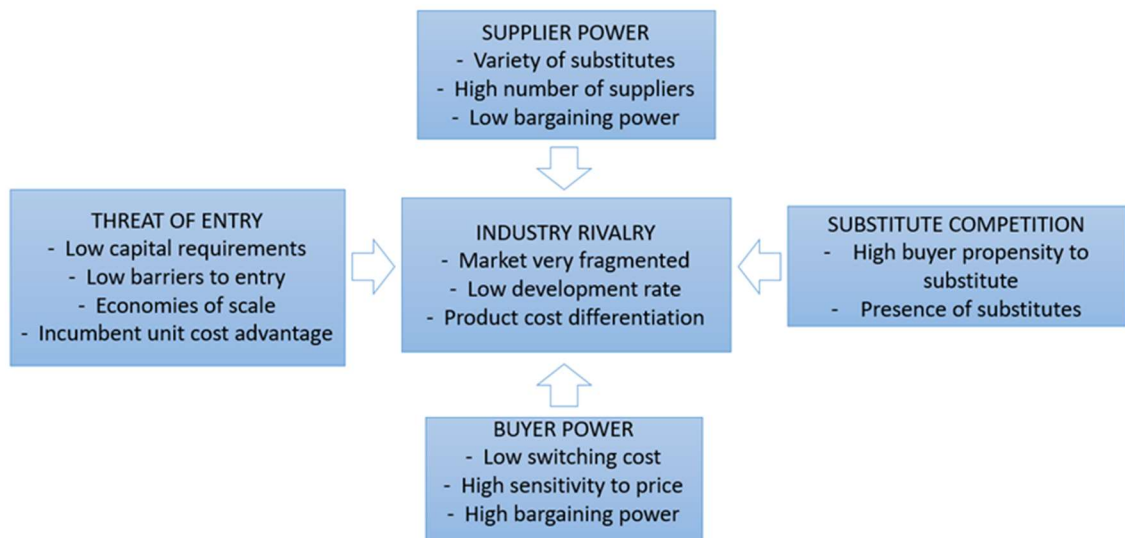 SUPPLIER POWER
- Variety of substitutes
- High number of suppliers
- Low bargaining power
THREAT OF ENTRY
- Low capital requirements
- Low barriers to entry
- Economies of scale
- Incumbent unit cost advantage
INDUSTRY RIVALRY
- Market very fragmented
- Low development rate
- Product cost differentiation
SUBSTITUTE COMPETITION
- High buyer propensity to
substitute
- Presence of substitutes
BUYER POWER
- Low switching cost
- High sensitivity to price
- High bargaining power